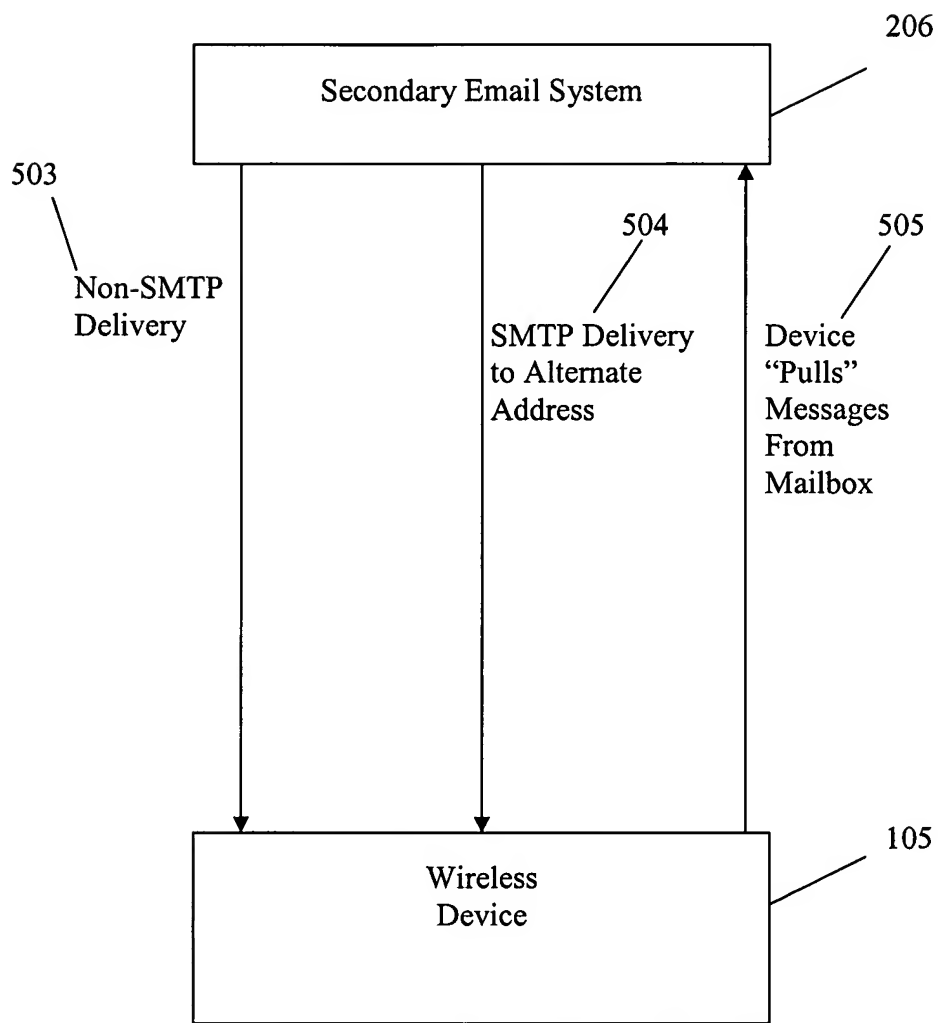 206
Secondary Email System
503
Non-SMTP
Delivery
504
SMTP Delivery
to Alternate
Address
505
Device
“Pulls”
Messages
From
Mailbox
105
Wireless
Device